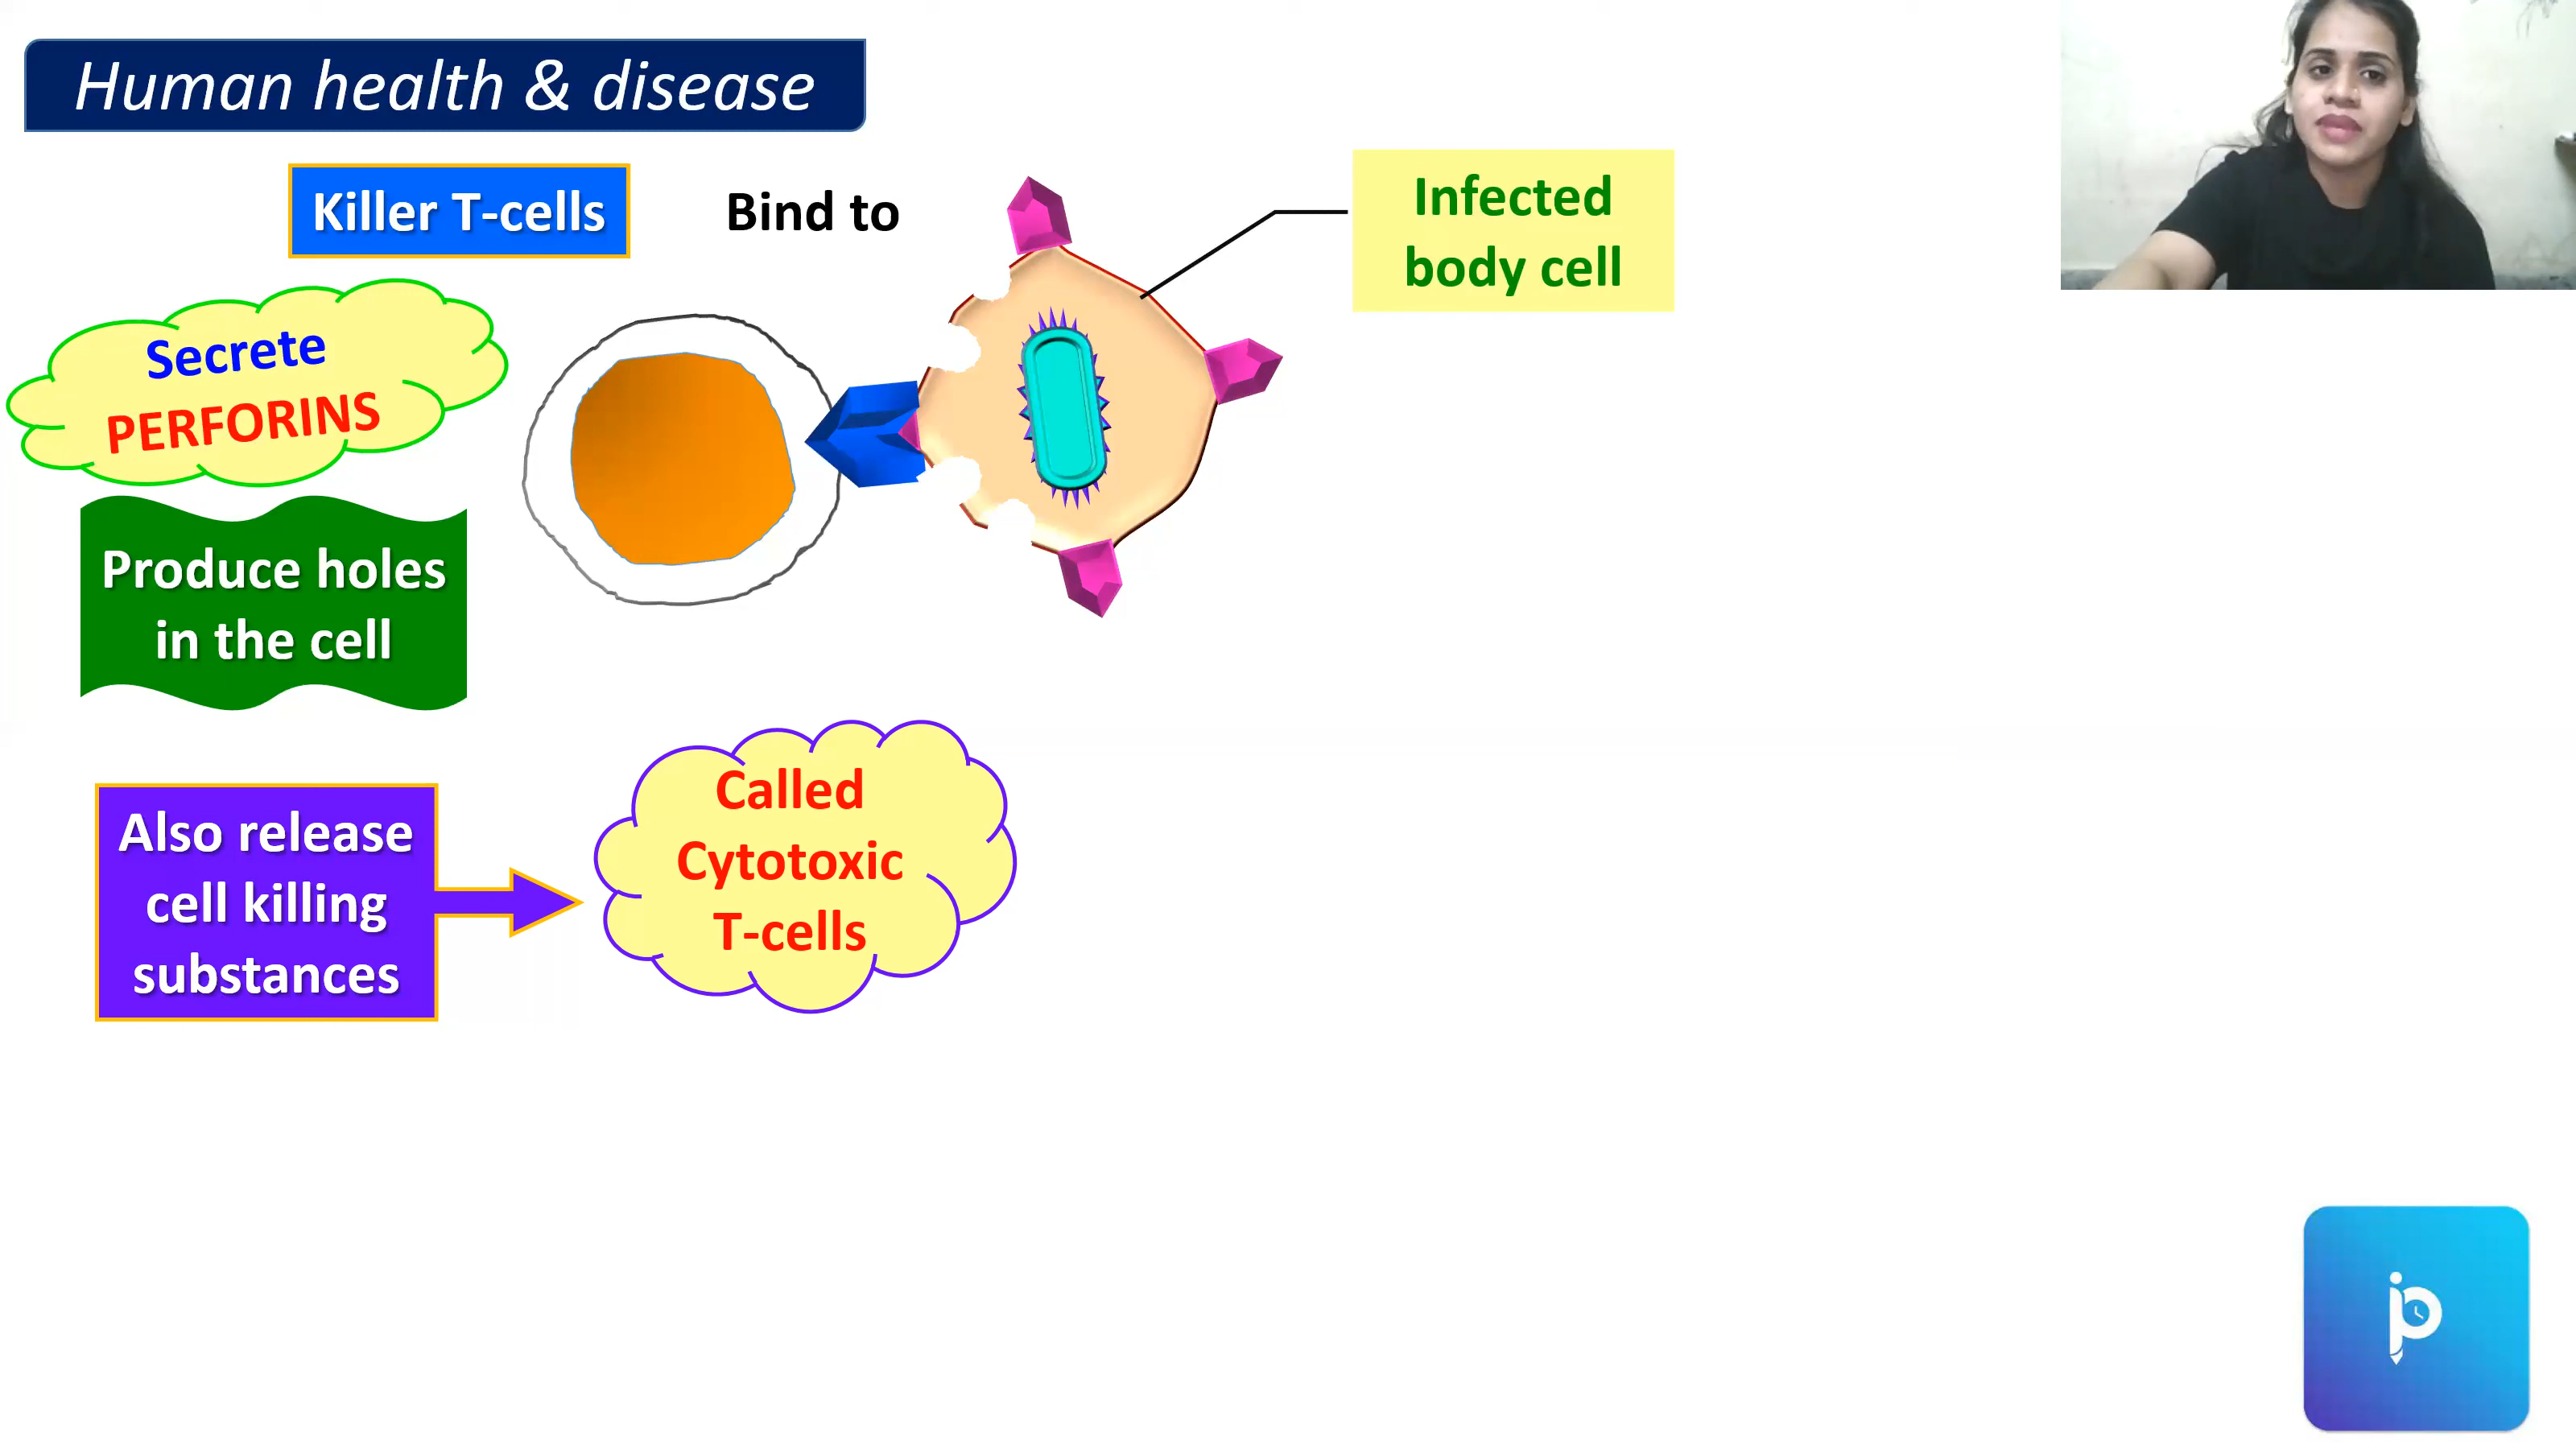 Human health & disease
Killer T-cells
Bind to
Infected
body cell
Secrete
PERFORINS
Produce holes
in the cell
Also release
cell killing
substances
Called
Cytotoxic
T-cells